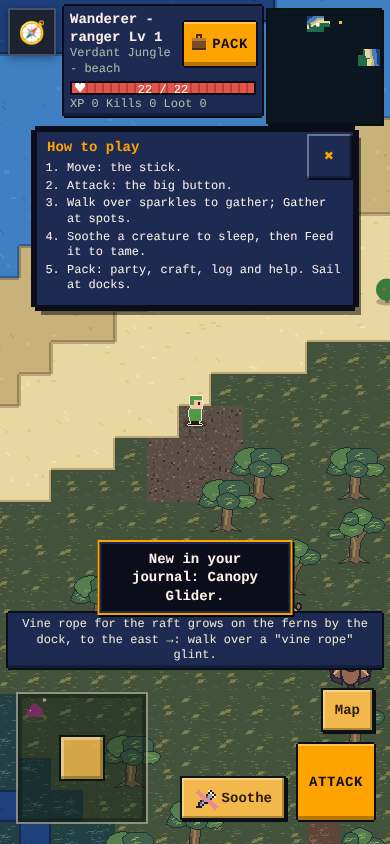 Wanderer -
ranger Lv 1
Verdant Jungle
- beach
22 / 22
XP 0 Kills 0 Loot 0
PACK
How to play
1. Move: the stick.
2. Attack: the big button.
3. Walk over sparkles to gather; Gather
at spots.
4. Soothe a creature to sleep, then Feed
it to tame.
5. Pack: party, craft, log and help. Sail
at docks.
New in your
journal: Canopy
Glider.
Vine rope for the raft grows on the ferns by the
dock, to the east →: walk over a "vine rope"
glint.
Map
ATTACK
Soothe